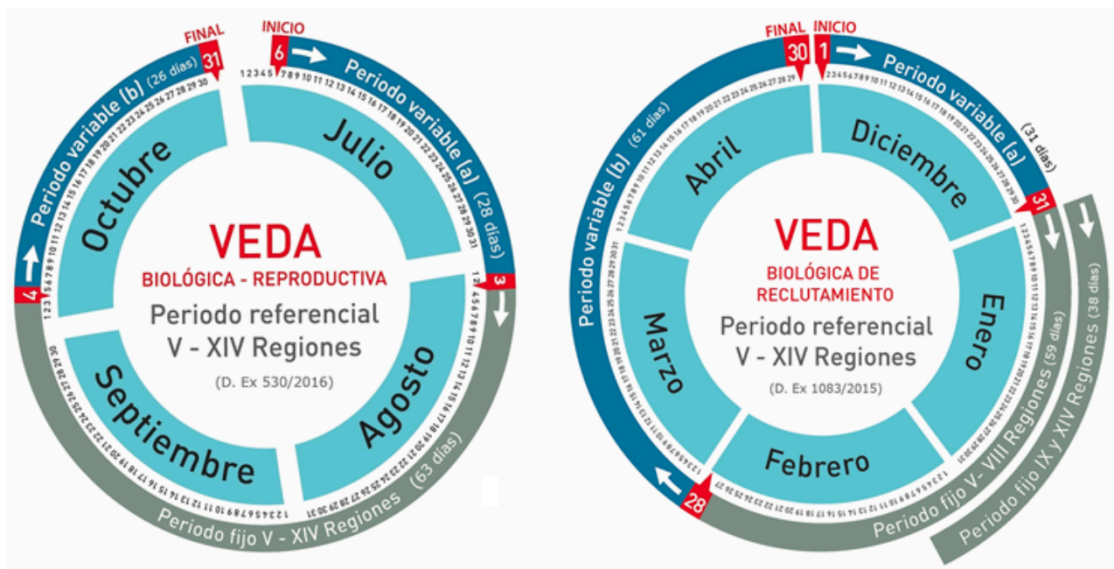 FINAL
31
INICIO
6
Periodo variable (b) (26 días)
Periodo variable (a) (28 días)
Octubre
Julio
VEDA
BIOLÓGICA - REPRODUCTIVA
Periodo referencial
V - XIV Regiones
(D. Ex 530/2016)
4
3
Septiembre
Agosto
Periodo fijo V - XIV Regiones (63 días)
FINAL
30
INICIO
1
Periodo variable (b) (61 días)
Periodo variable (a)
(31 días)
31
Abril
Diciembre
VEDA
BIOLÓGICA DE
RECLUTAMIENTO
Periodo referencial
V - XIV Regiones
(D. Ex 1083/2015)
Marzo
Enero
Febrero
28
Periodo fijo V- VIII Regiones (59 días)
Periodo fijo IX y XIV Regiones (38 días)